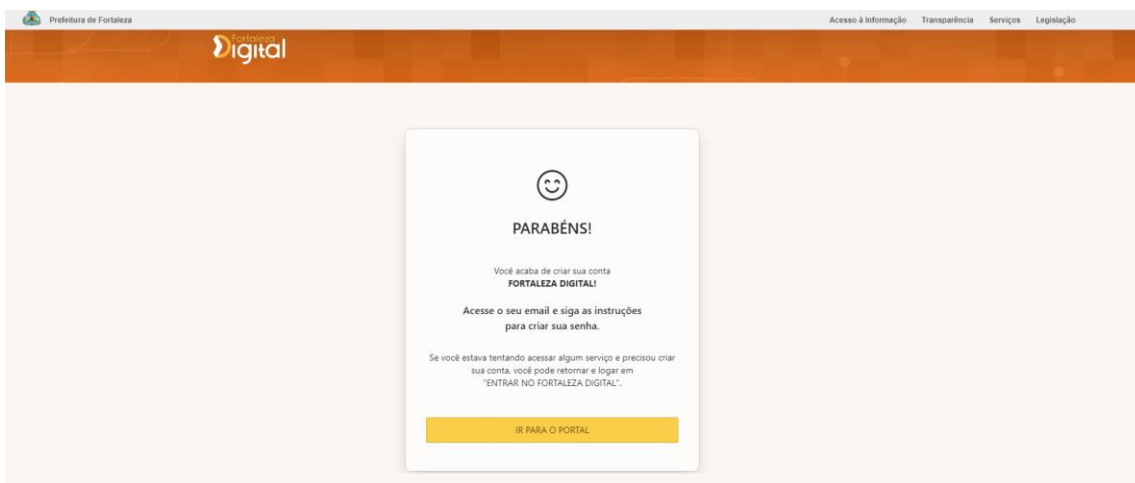 Prefeitura de Fortaleza
Acesso à Informação Transparência Serviços Legislação
Fortaleza
Digital
PARABÉNS!
Você acaba de criar sua conta
FORTALEZA DIGITAL!
Acesse o seu email e siga as instruções
para criar sua senha.
Se você estava tentando acessar algum serviço e precisou criar
sua conta, você pode retornar e logar em
"ENTRAR NO FORTALEZA DIGITAL".
IR PARA O PORTAL